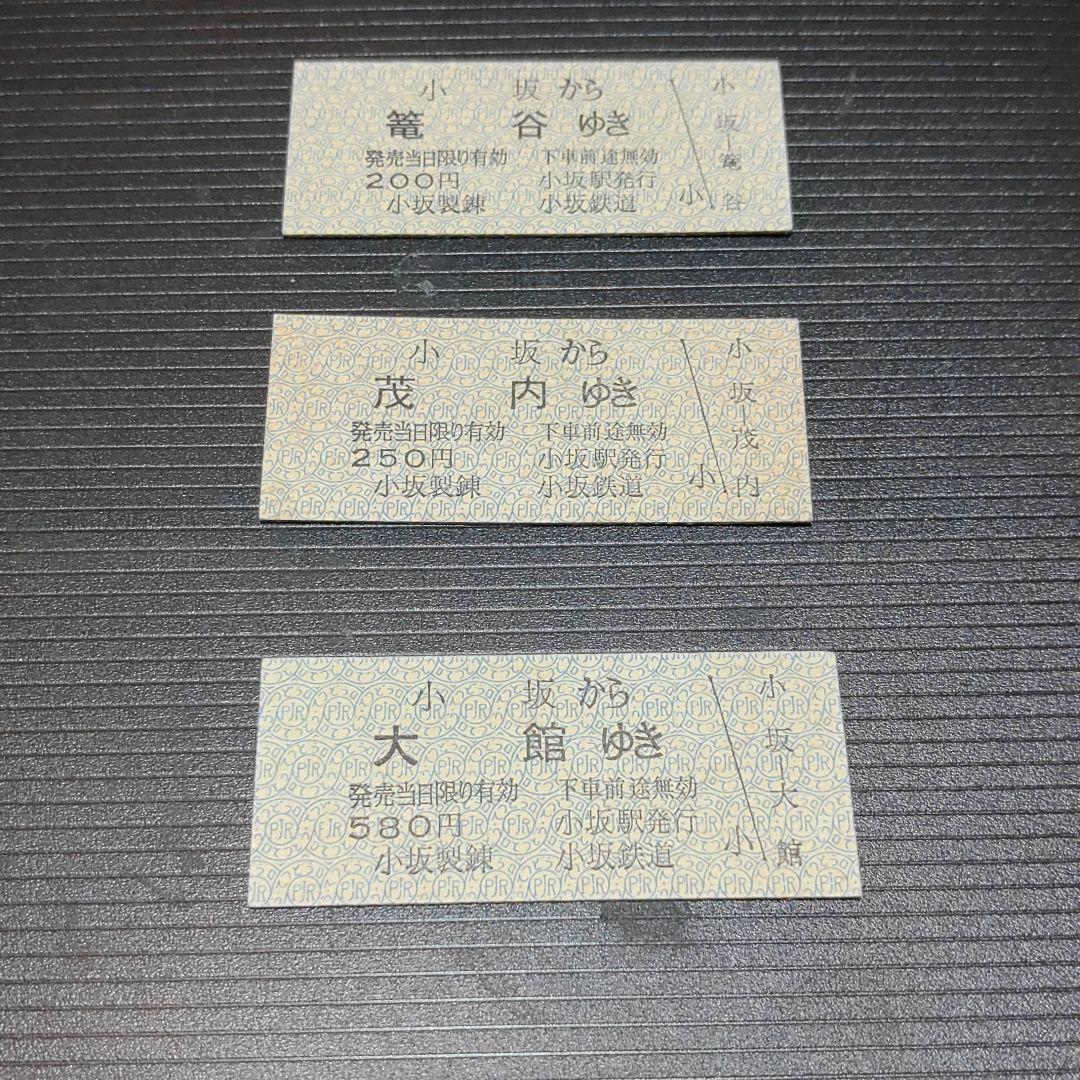 小坂から
篭谷ゆき
発売当日限り有効 下車前途無効
200円 小坂駅発行
小坂製錬 小坂鉄道
小坂―篭谷
小
小坂から
茂内ゆき
発売当日限り有効 下車前途無効
250円 小坂駅発行
小坂製錬 小坂鉄道
小坂―茂内
小
小坂から
大館ゆき
発売当日限り有効 下車前途無効
580円 小坂駅発行
小坂製錬 小坂鉄道
小坂―大館
小